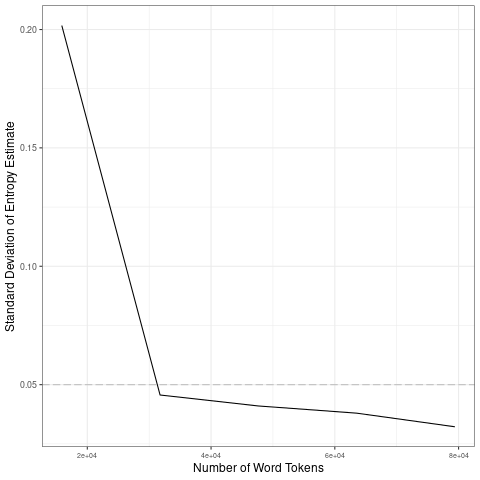 Standard Deviation of Entropy Estimate
0.20
0.15
0.10
0.05
2e+04 4e+04 6e+04 8e+04
Number of Word Tokens